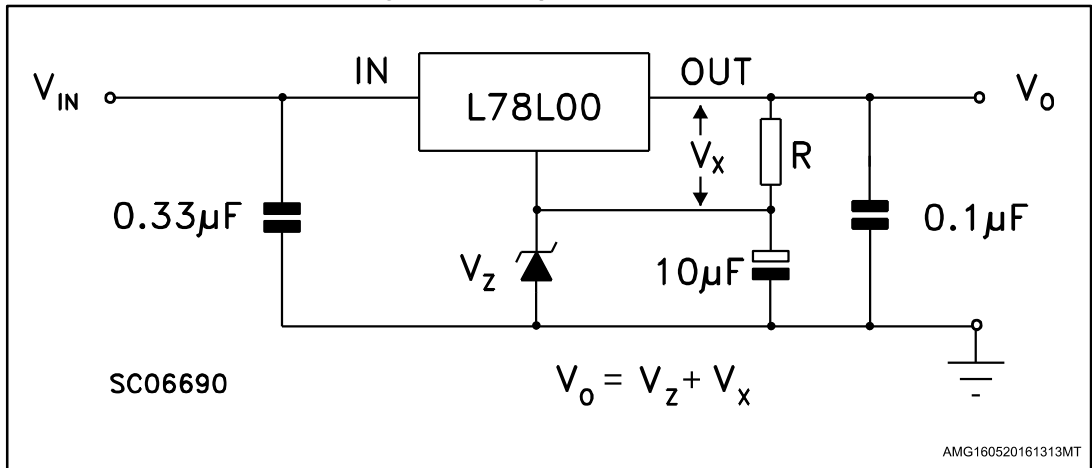 V_IN
IN
L78L00
OUT
V_O
V_X
R
0.33μF
V_Z
10μF
0.1μF
SC06690
V_O = V_Z + V_X
AMG160520161313MT